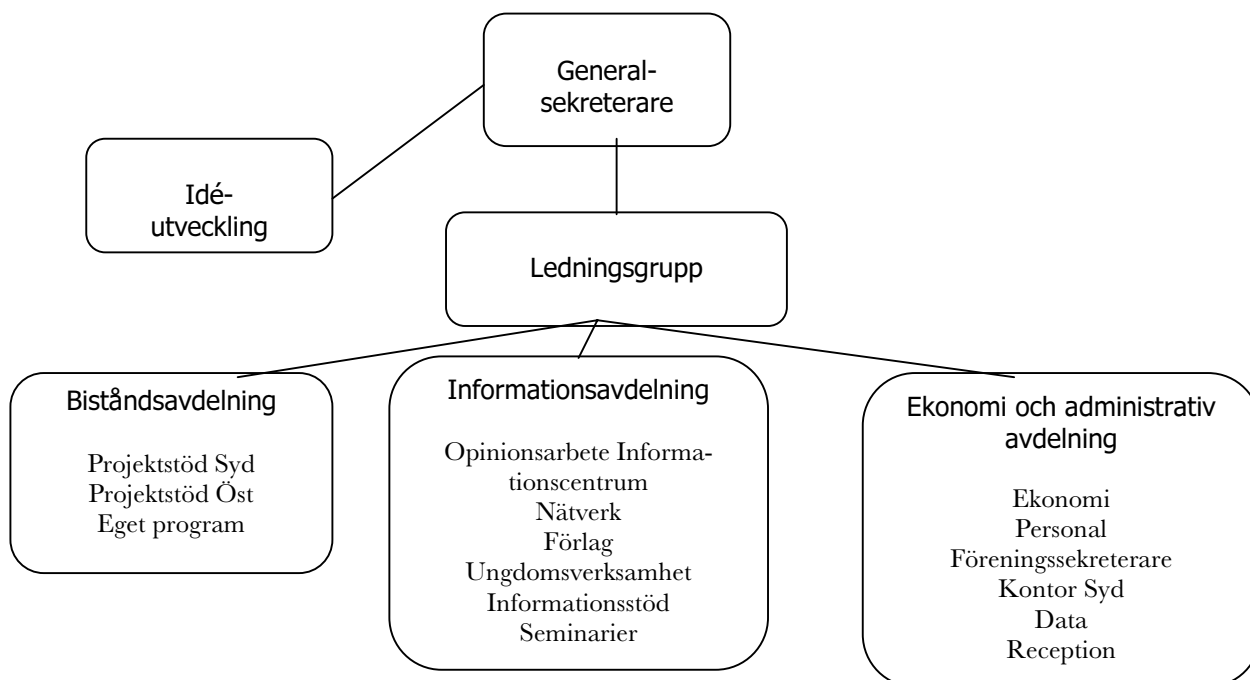 General-
sekreterare
Idé-
utveckling
Ledningsgrupp
Biståndsavdelning
Projektstöd Syd
Projektstöd Öst
Eget program
Informationsavdelning
Opinionsarbete Informa-
tionscentrum
Nätverk
Förlag
Ungdomsverksamhet
Informationsstöd
Seminarier
Ekonomi och administrativ
avdelning
Ekonomi
Personal
Föreningssekreterare
Kontor Syd
Data
Reception